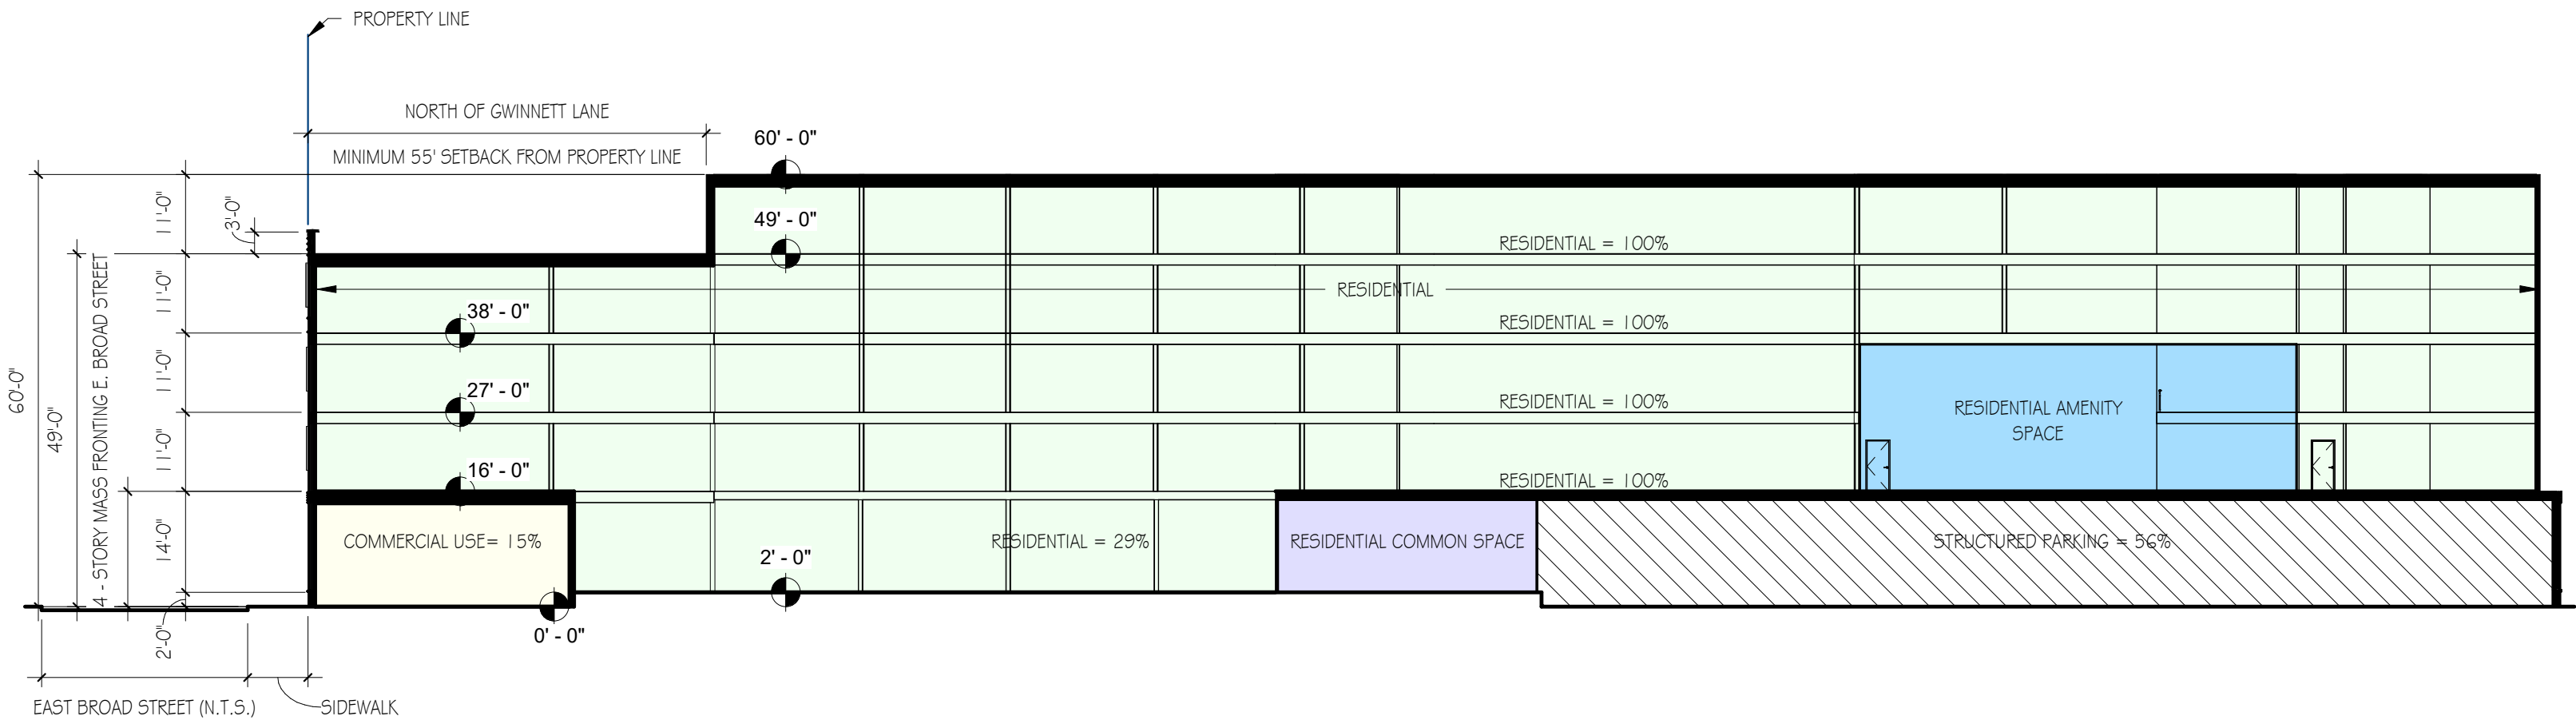 PROPERTY LINE
NORTH OF GWINNETT LANE
MINIMUM 55' SETBACK FROM PROPERTY LINE
60' - 0"
49' - 0"
38' - 0"
27' - 0"
16' - 0"
2' - 0"
0' - 0"
60'-0"
49'-0"
4 - STORY MASS FRONTING E. BROAD STREET
11'-0"
11'-0"
11'-0"
11'-0"
14'-0"
2'-0"
3'-0"
RESIDENTIAL = 100%
RESIDENTIAL
RESIDENTIAL = 100%
RESIDENTIAL = 100%
RESIDENTIAL = 100%
RESIDENTIAL AMENITY
SPACE
COMMERCIAL USE= 15%
RESIDENTIAL = 29%
RESIDENTIAL COMMON SPACE
STRUCTURED PARKING = 56%
EAST BROAD STREET (N.T.S.)
SIDEWALK